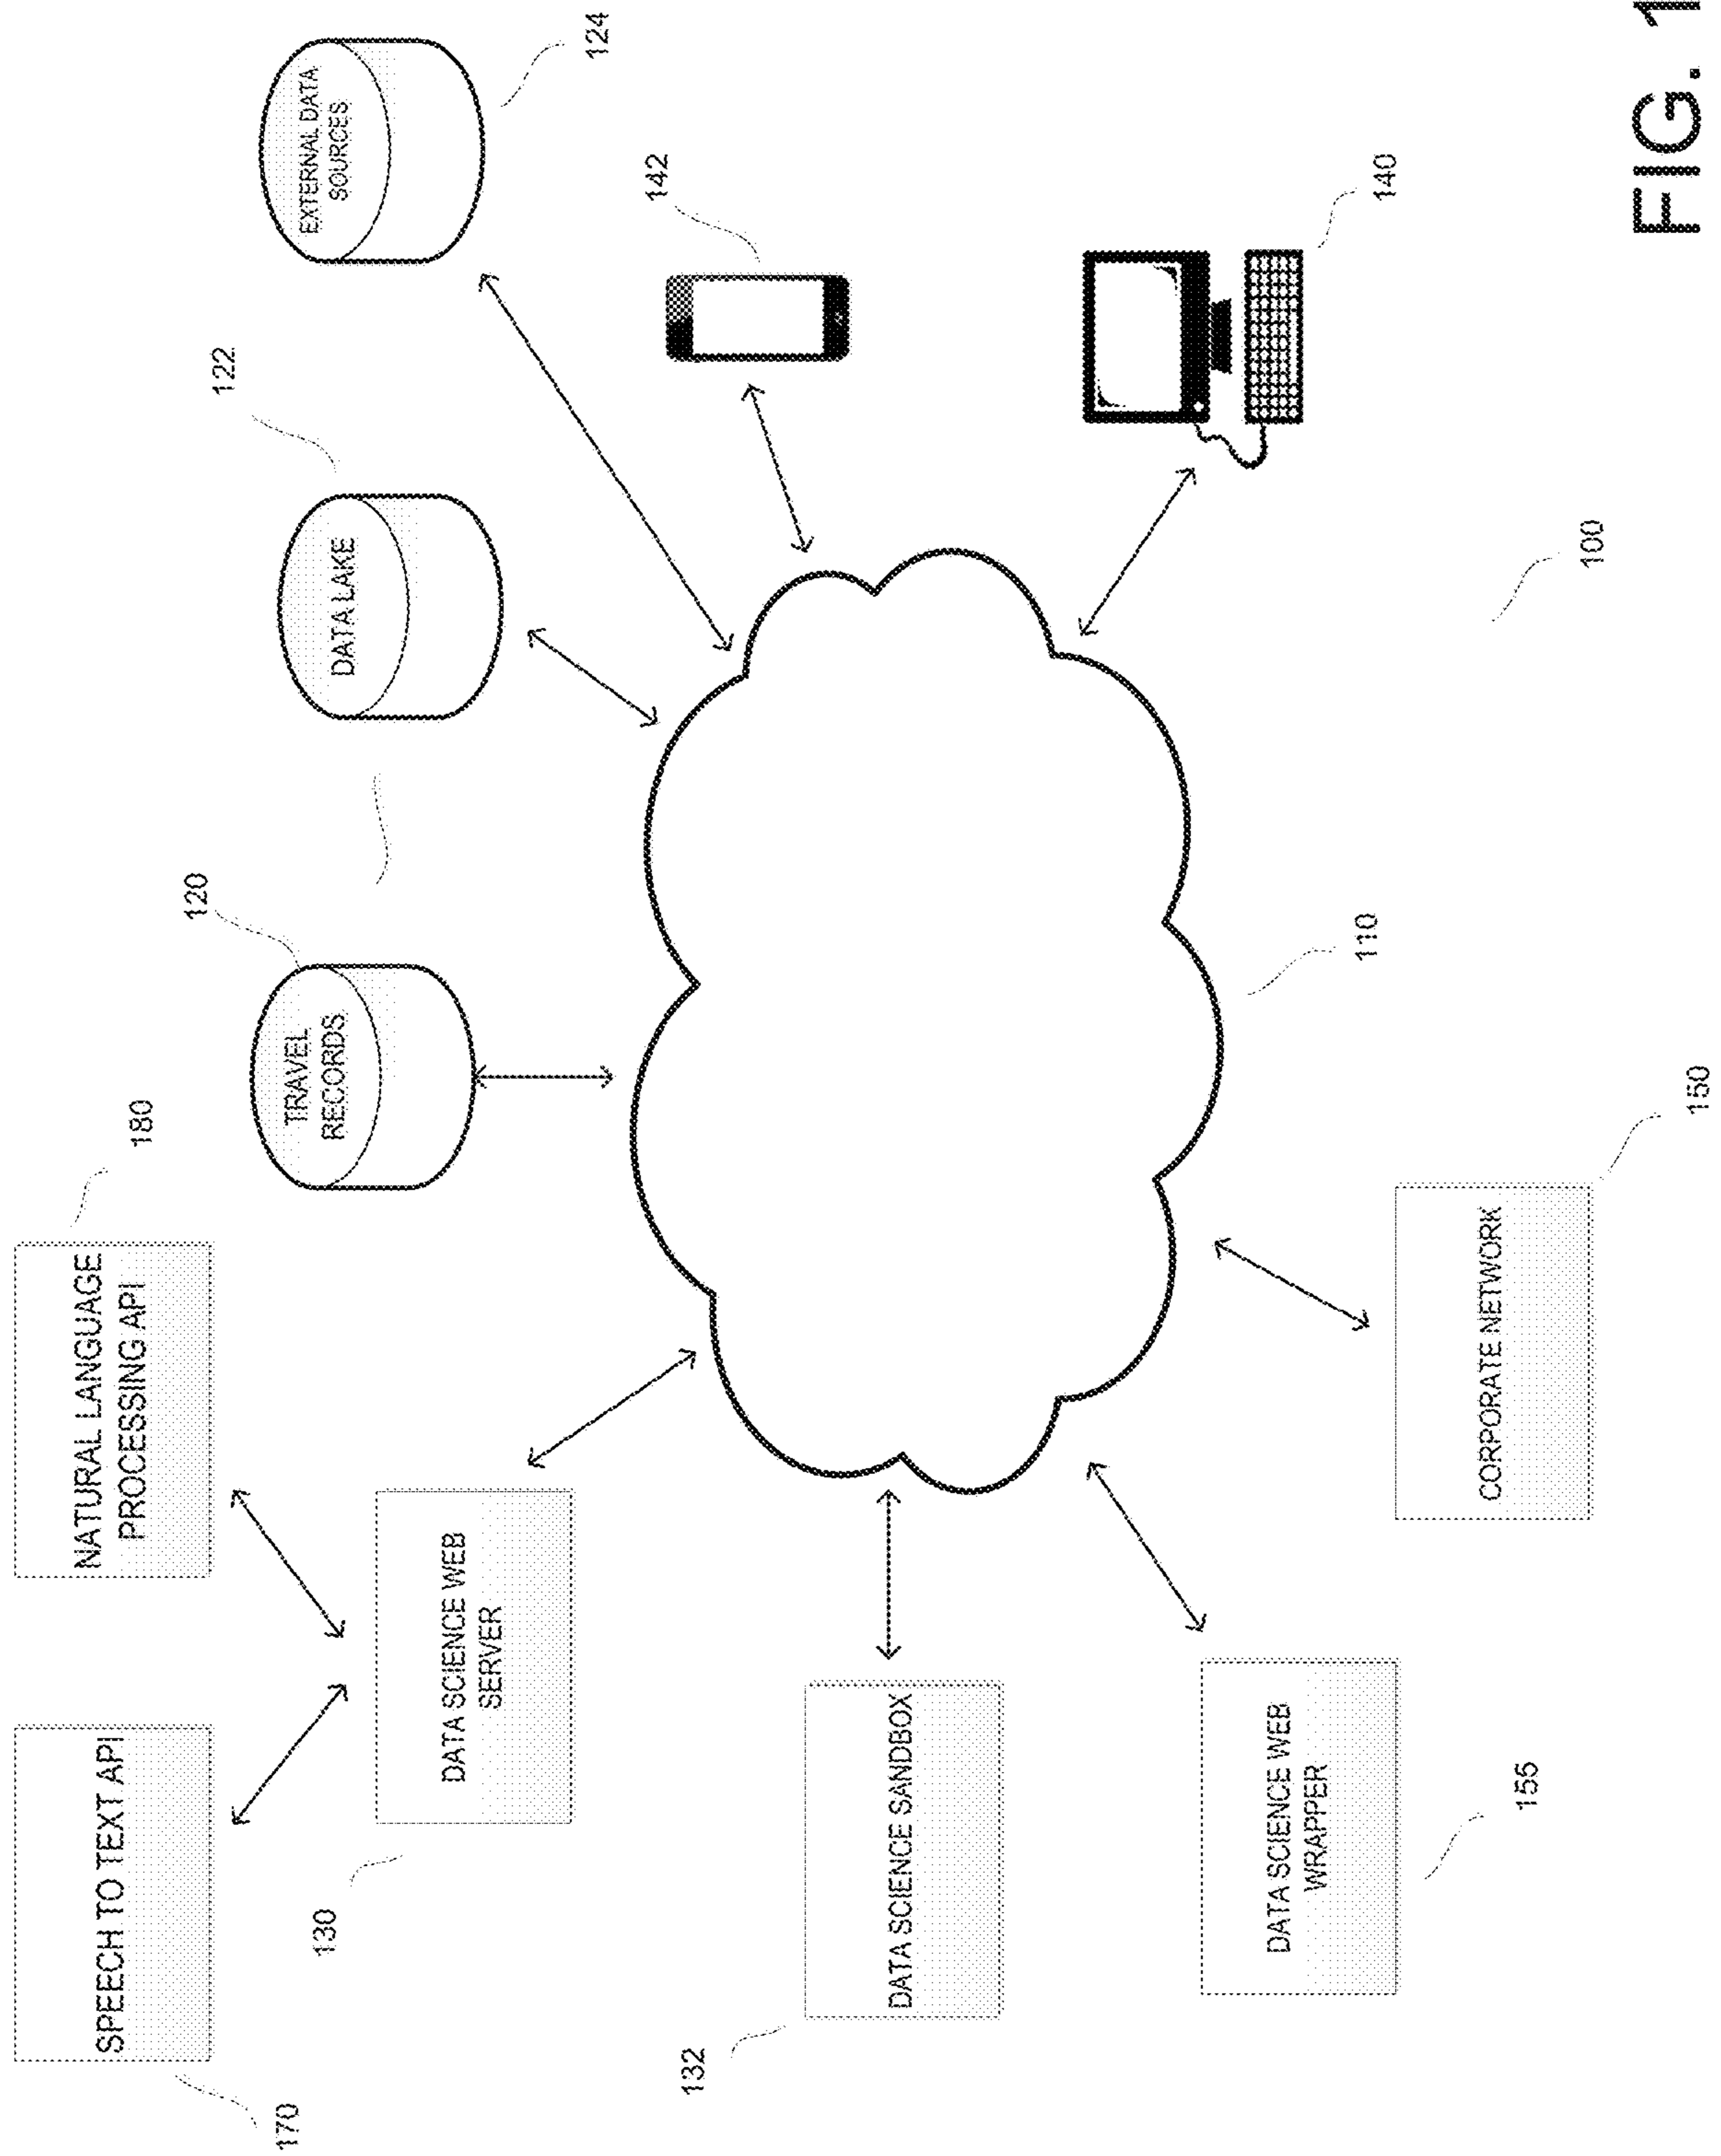 170
SPEECH TO TEXT API
180
NATURAL LANGUAGE
PROCESSING API
120
TRAVEL
RECORDS
122
DATA LAKE
124
EXTERNAL DATA
SOURCES
130
DATA SCIENCE WEB
SERVER
142
132
DATA SCIENCE SANDBOX
140
110
DATA SCIENCE WEB
WRAPPER
155
CORPORATE NETWORK
150
100
FIG. 1